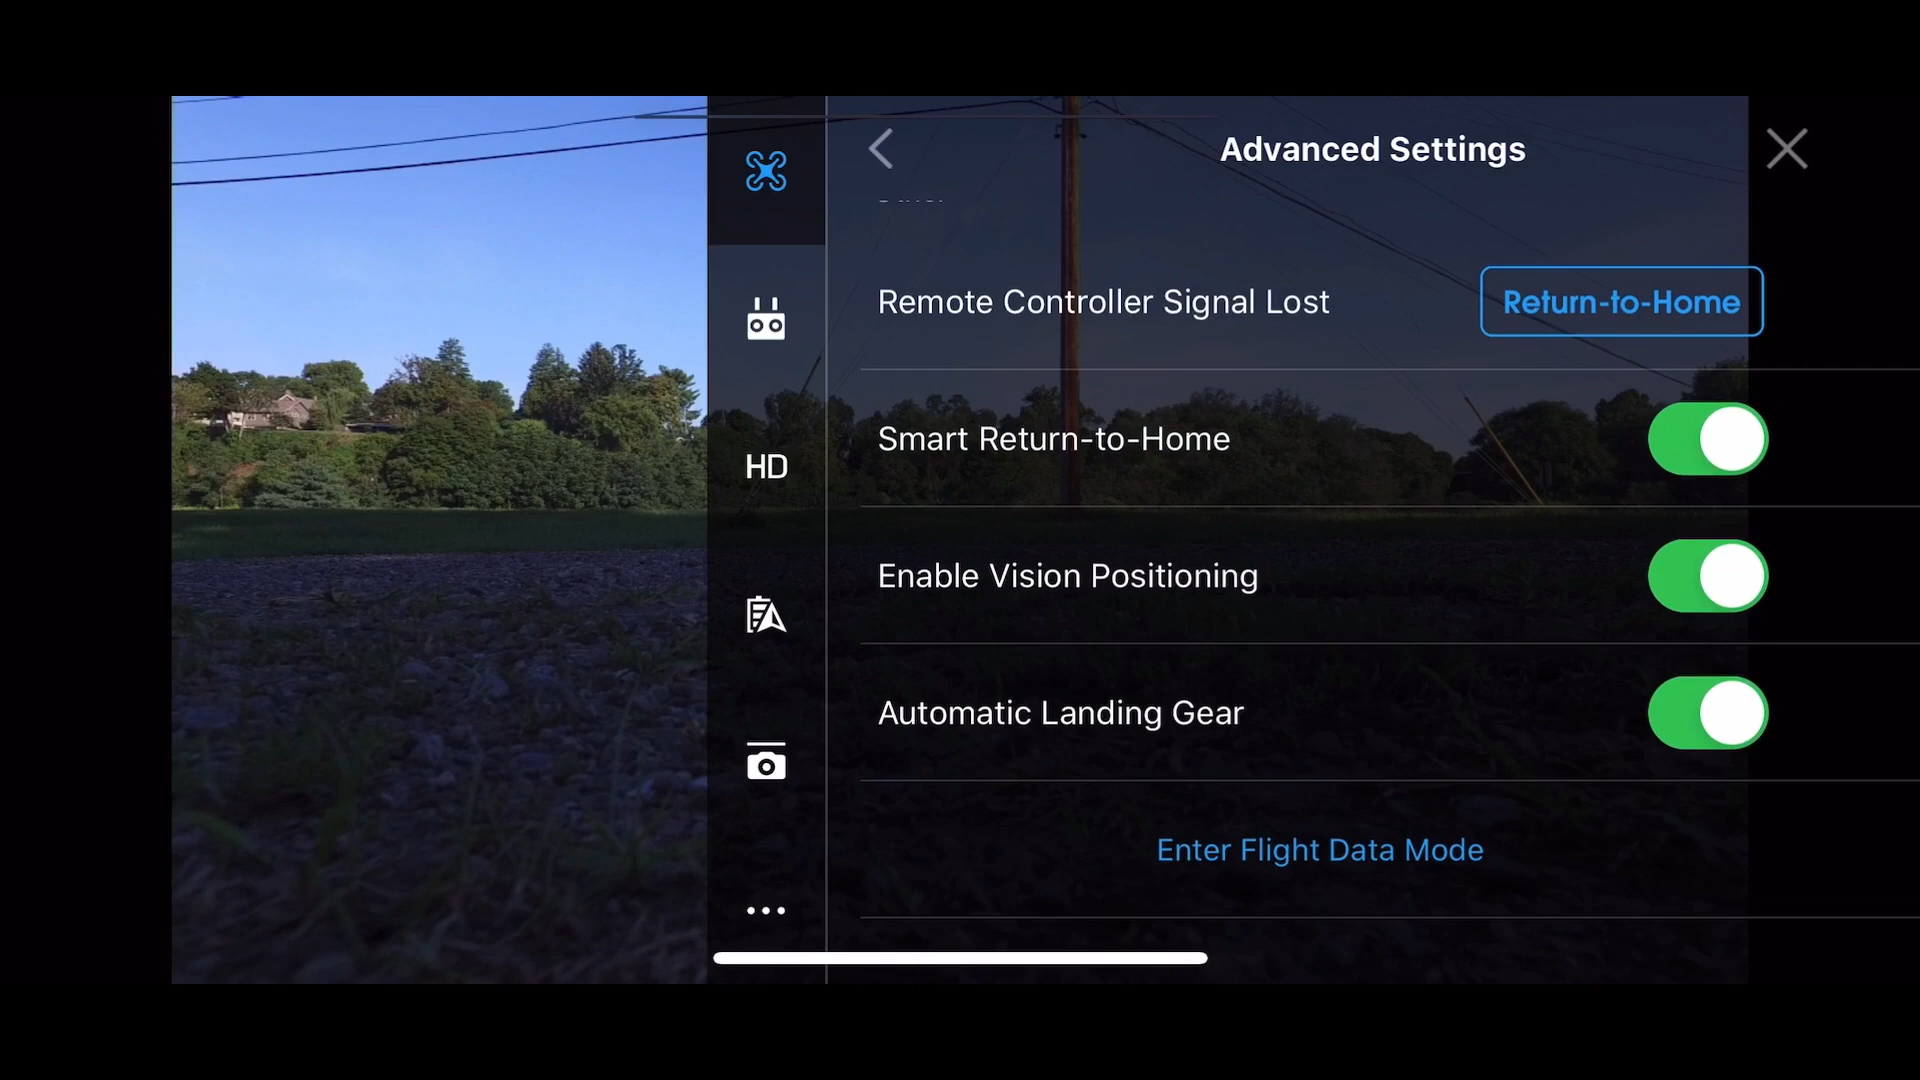 Advanced Settings
Remote Controller Signal Lost
Return-to-Home
Smart Return-to-Home
HD
Enable Vision Positioning
Automatic Landing Gear
Enter Flight Data Mode